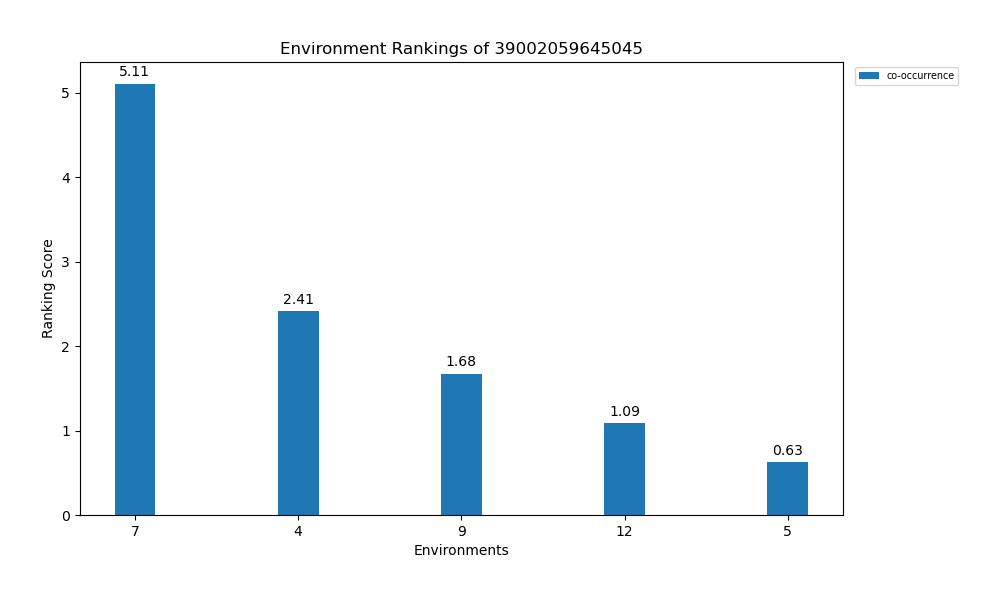 Environment Rankings of 39002059645045
co-occurrence
Ranking Score
5
4
3
2
1
0
5.11
2.41
1.68
1.09
0.63
7 4 9 12 5
Environments